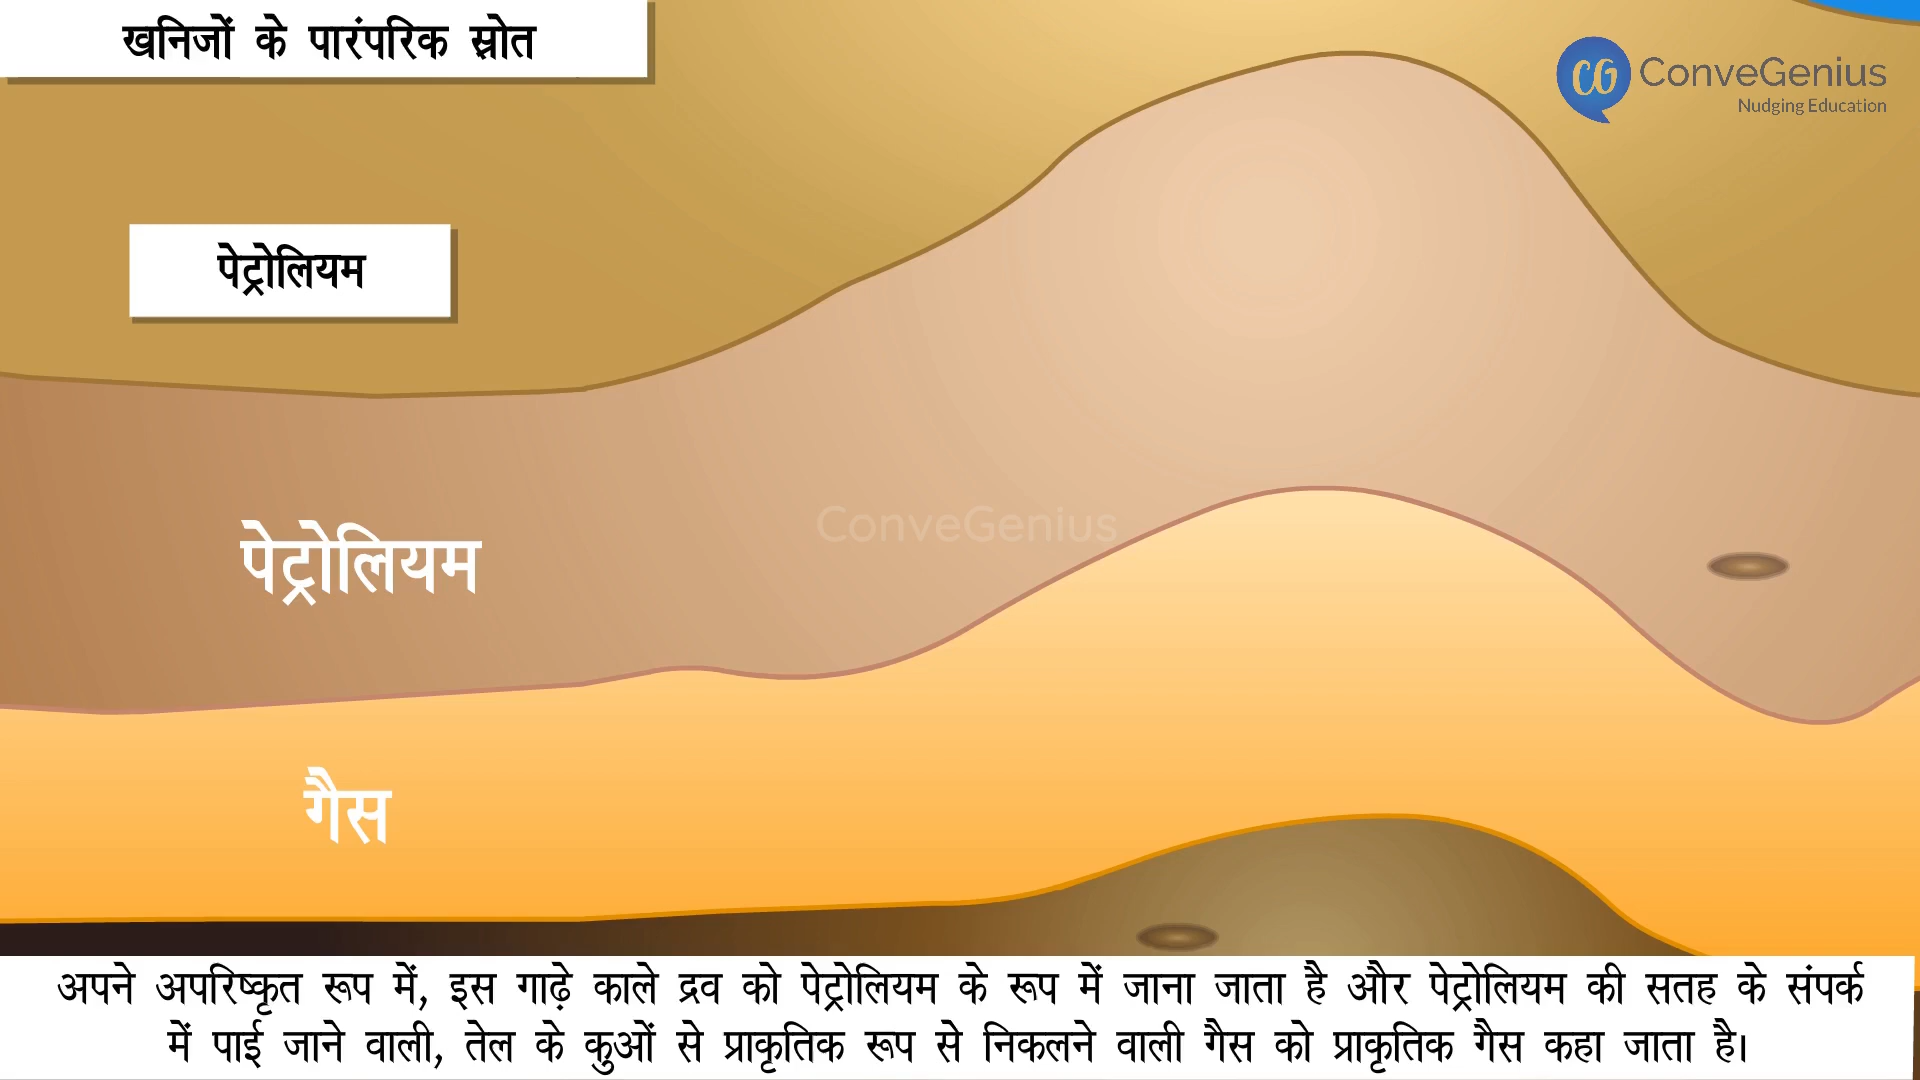 खनिजों के पारंपरिक स्रोत
CG ConveGenius
Nudging Education
पेट्रोलियम
ConveGenius
पेट्रोलियम
गैस
अपने अपरिष्कृत रूप में, इस गाढ़े काले द्रव को पेट्रोलियम के रूप में जाना जाता है और पेट्रोलियम की सतह के संपर्क
में पाई जाने वाली, तेल के कुओं से प्राकृतिक रूप से निकलने वाली गैस को प्राकृतिक गैस कहा जाता है।